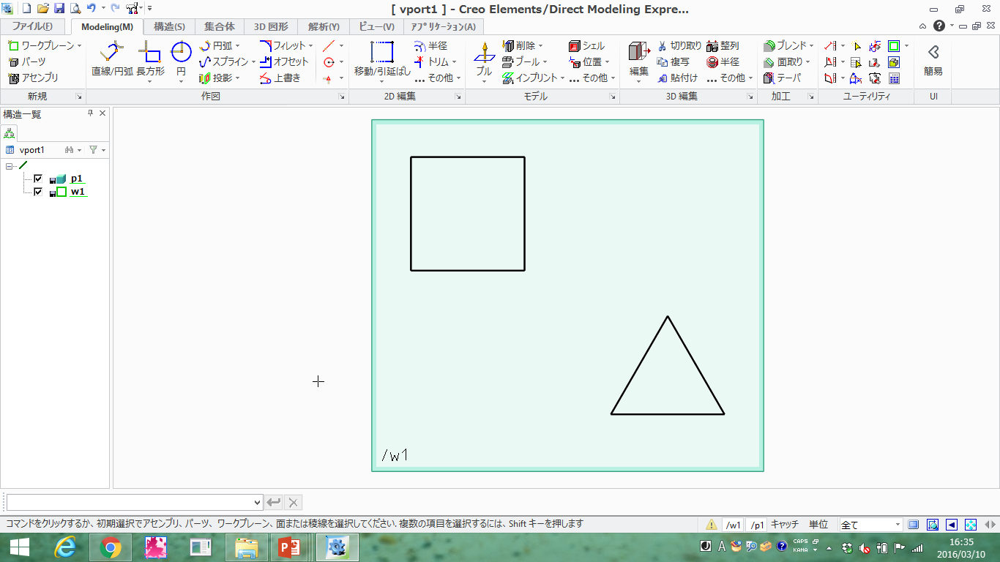 [ vport1 ] - Creo Elements/Direct Modeling Expre...
ファイル(F) Modeling(M) 構造(S) 集合体 3D 図形 解析(Y) ビュー(V) ｱﾌﾟﾘｹｰｼｮﾝ(A)
ワークプレーン 円弧 フィレット 半径 削除 シェル 切り取り 整列 ブレンド
パーツ 直線/円弧 長方形 円 スプライン オフセット 移動/引延ばし トリム プル ブール 位置 編集 複写 半径 面取り 簡易
アセンブリ 投影 上書き ... その他 インプリント ... その他 貼付け ... その他 テーパ
新規 作図 2D 編集 モデル 3D 編集 加工 ユーティリティ UI
構造一覧
vport1
p1
w1
/w1
コマンドをクリックするか、初期選択でアセンブリ、パーツ、ワークプレーン、面または稜線を選択してください. 複数の項目を選択するには、Shift キーを押します
/w1 /p1 キャッチ 単位 全て
A CAPS KANA
16:35
2016/03/10